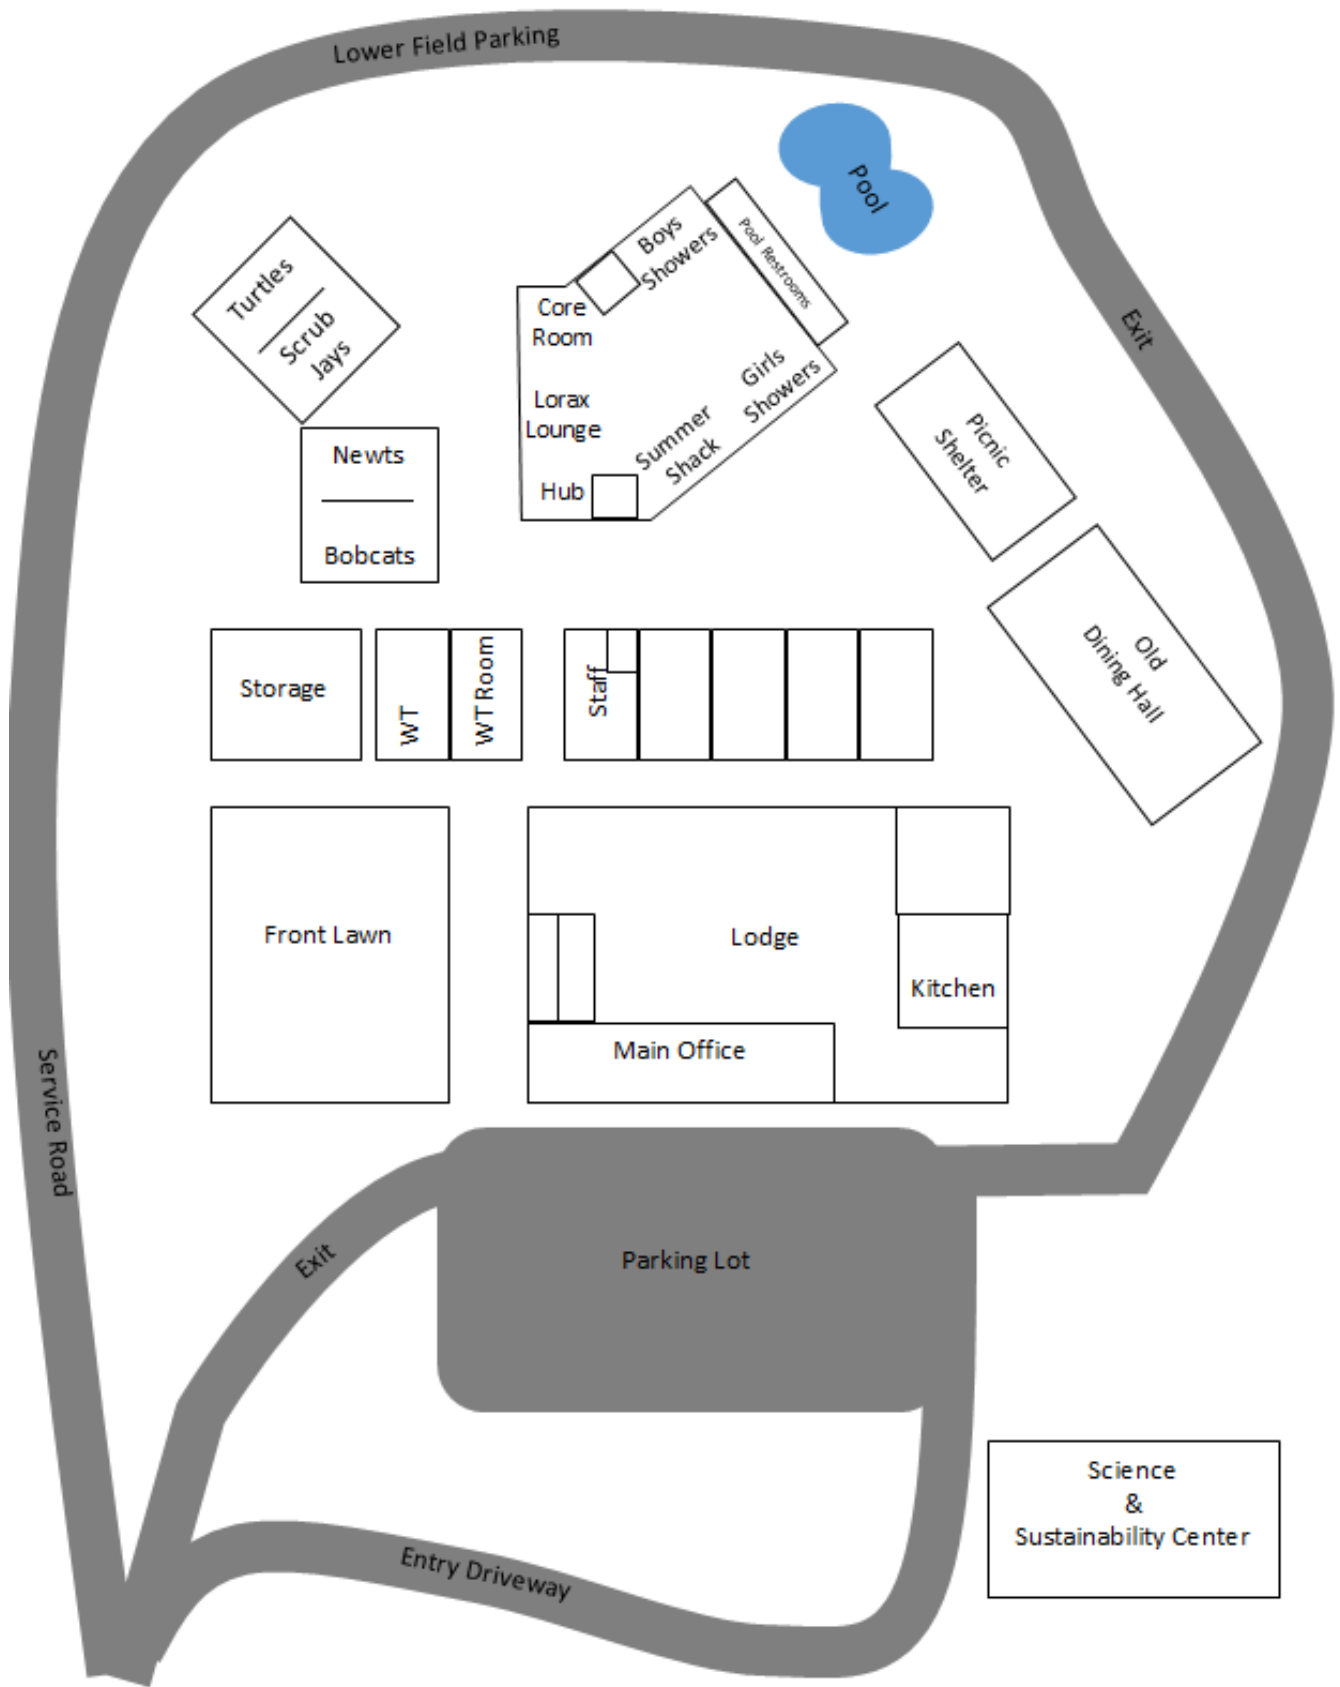 Lower Field Parking
Pool
Boys
Showers
Pool Restrooms
Turtles
Scrub
Jays
Core
Room
Exit
Lorax
Lounge
Girls
Showers
Summer
Shack
Picnic
Shelter
Newts
Hub
Bobcats
Old
Dining Hall
Storage
WT
WT Room
Staff
Front Lawn
Lodge
Kitchen
Main Office
Service Road
Exit
Parking Lot
Science
&
Sustainability Center
Entry Driveway